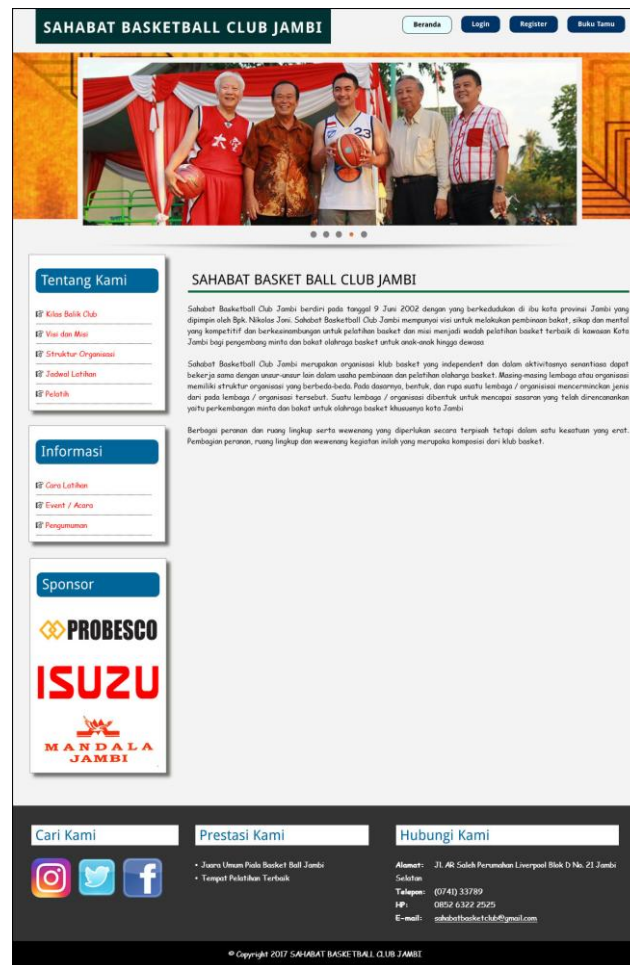 SAHABAT BASKETBALL CLUB JAMBI
Beranda
Login
Register
Buku Tamu
大同
23
Tentang Kami
Kilas Balik Club
Visi dan Misi
Struktur Organisasi
Jadwal Latihan
Pelatih
Informasi
Cara Latihan
Event / Acara
Pengumuman
Sponsor
PROBESCO
ISUZU
MANDALA
JAMBI
SAHABAT BASKET BALL CLUB JAMBI
Sahabat Basketball Club Jambi berdiri pada tanggal 9 Juni 2002 dengan yang berkedudukan di ibu kota provinsi Jambi yang
dipimpin oleh Bpk. Nikolas Joni. Sahabat Basketball Club Jambi mempunyai visi untuk melakukan pembinaan bakat, sikap dan mental
yang kompetitif dan berkesinambungan untuk pelatihan basket dan misi menjadi wadah pelatihan basket terbaik di kawasan Kota
Jambi bagi pengembang minta dan bakat olahraga basket untuk anak-anak hingga dewasa
Sahabat Basketball Club Jambi merupakan organisasi klub basket yang independent dan dalam aktivitasnya senantiasa dapat
bekerja sama dengan unsur-unsur lain dalam usaha pembinaan dan pelatihan olaharga basket. Masing-masing lembaga atau organisasi
memiliki struktur organisasi yang berbeda-beda. Pada dasarnya, bentuk, dan rupa suatu lembaga / organisiasi mencerminckan jenis
dari pada lembaga / organisasi tersebut. Suatu lembaga / organisasi dibentuk untuk mencapai sasaran yang telah direncanankan
yaitu perkembangan minta dan bakat untuk olahraga basket khususnya kota Jambi
Berbagai peranan dan ruang lingkup serta wewenang yang diperlukan secara terpisah tetapi dalam satu kesatuan yang erat.
Pembagian peranan, ruang lingkup dan wewenang kegiatan inilah yang merupaka komposisi dari klub basket.
Cari Kami
Prestasi Kami
• Juara Umum Piala Basket Ball Jambi
• Tempat Pelatihan Terbaik
Hubungi Kami
Alamat: Jl. AR Saleh Perumahan Liverpool Blok D No. 21 Jambi
Selatan
Telepon: (0741) 33789
HP: 0852 6322 2525
E-mail: sahabatbasketclub@gmail.com
© Copyright 2017 SAHABAT BASKETBALL CLUB JAMBI